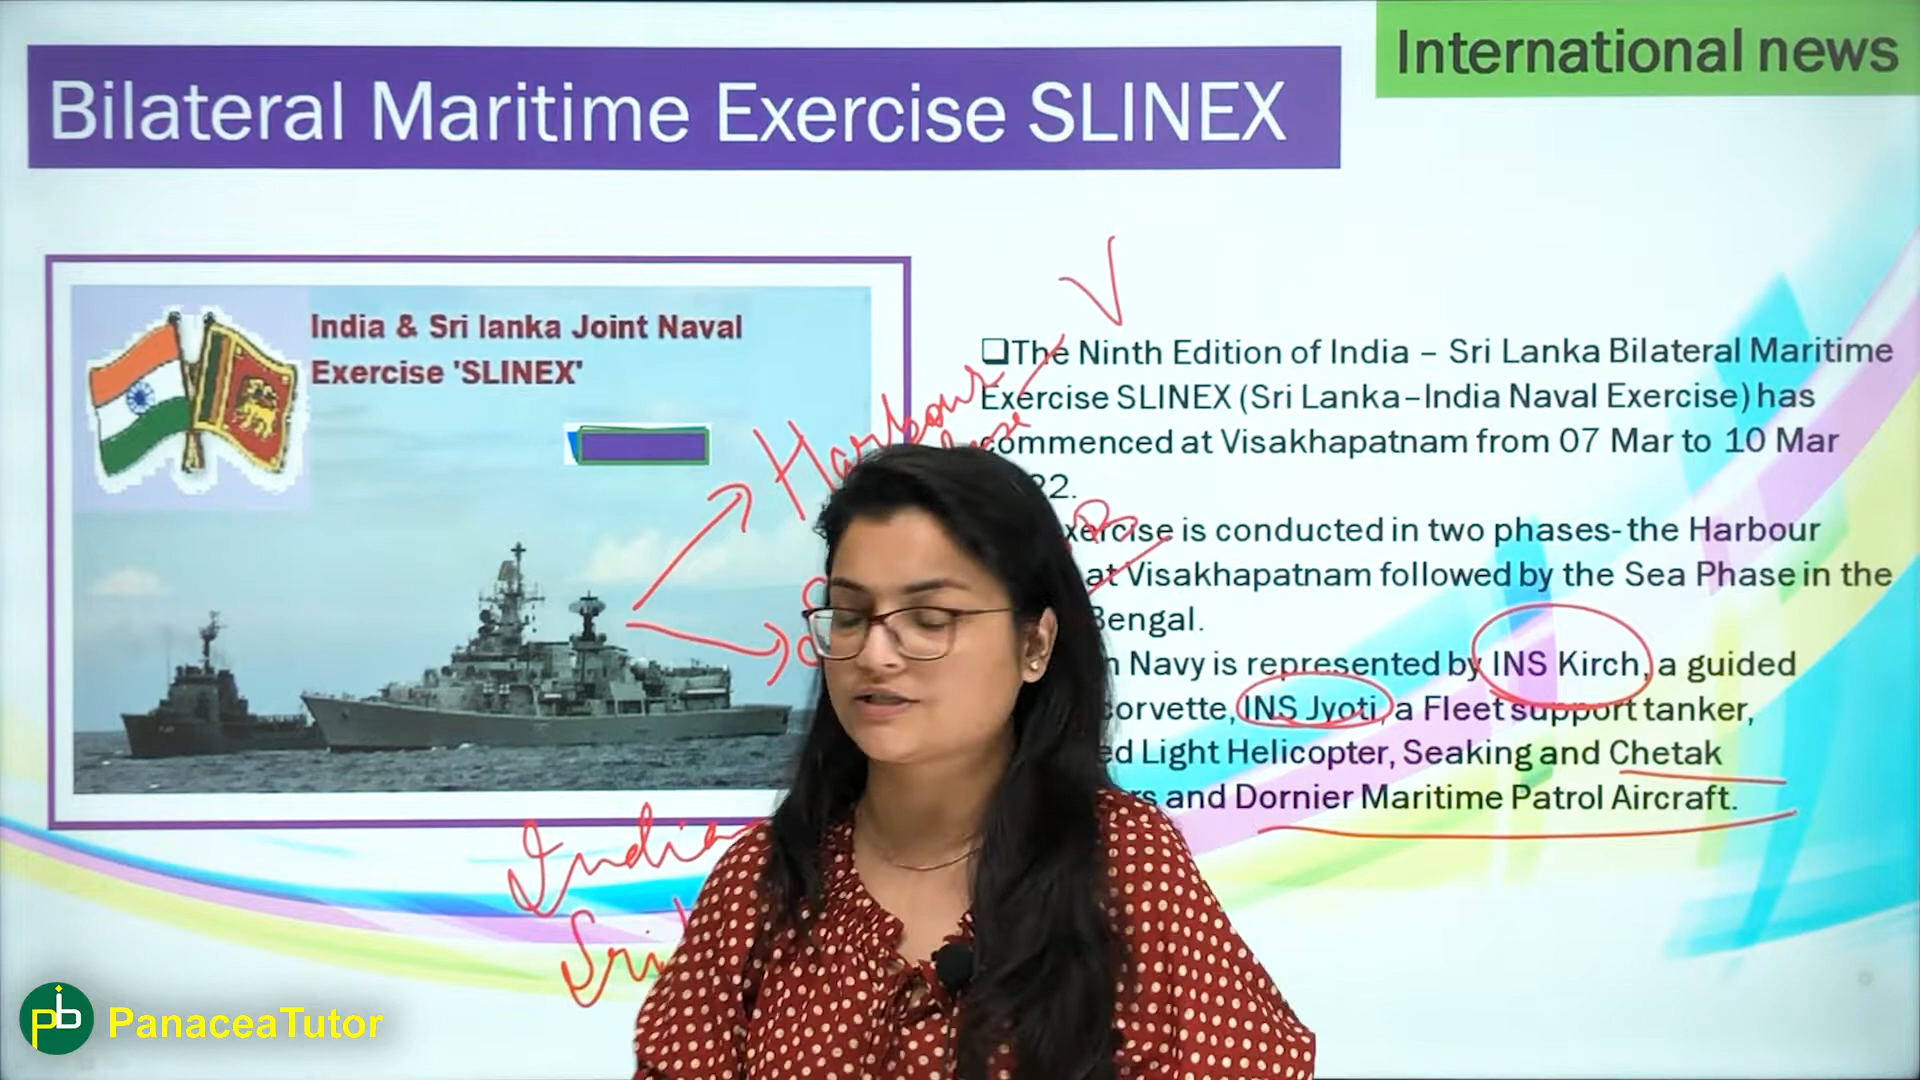 International news
Bilateral Maritime Exercise SLINEX
India & Sri lanka Joint Naval
Exercise 'SLINEX'
❑The Ninth Edition of India – Sri Lanka Bilateral Maritime
Exercise SLINEX (Sri Lanka–India Naval Exercise) has
commenced at Visakhapatnam from 07 Mar to 10 Mar
22.
exercise is conducted in two phases- the Harbour
at Visakhapatnam followed by the Sea Phase in the
Bengal.
Navy is represented by INS Kirch, a guided
corvette, INS Jyoti, a Fleet support tanker,
Light Helicopter, Seaking and Chetak
and Dornier Maritime Patrol Aircraft.
V
Harbour
B
India
Sri
PanaceaTutor